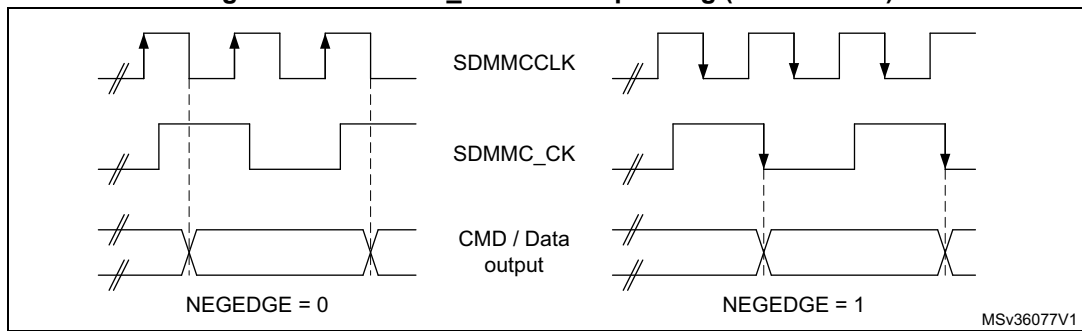 SDMMCCLK
SDMMC_CK
CMD / Data
output
NEGEDGE = 0
NEGEDGE = 1
MSv36077V1